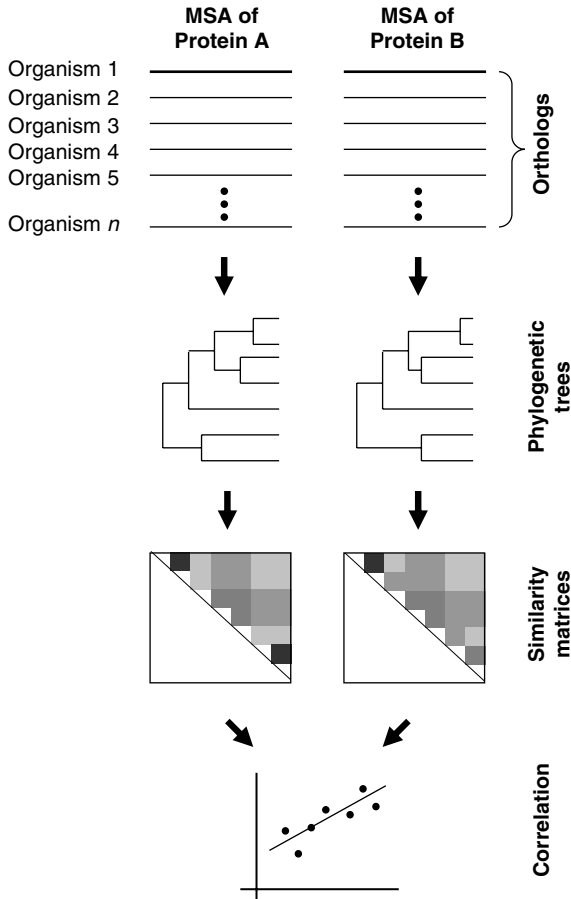 MSA of
Protein A
MSA of
Protein B
Organism 1
Organism 2
Organism 3
Organism 4
Organism 5
Organism n
Orthologs
Phylogenetic
trees
Similarity
matrices
Correlation